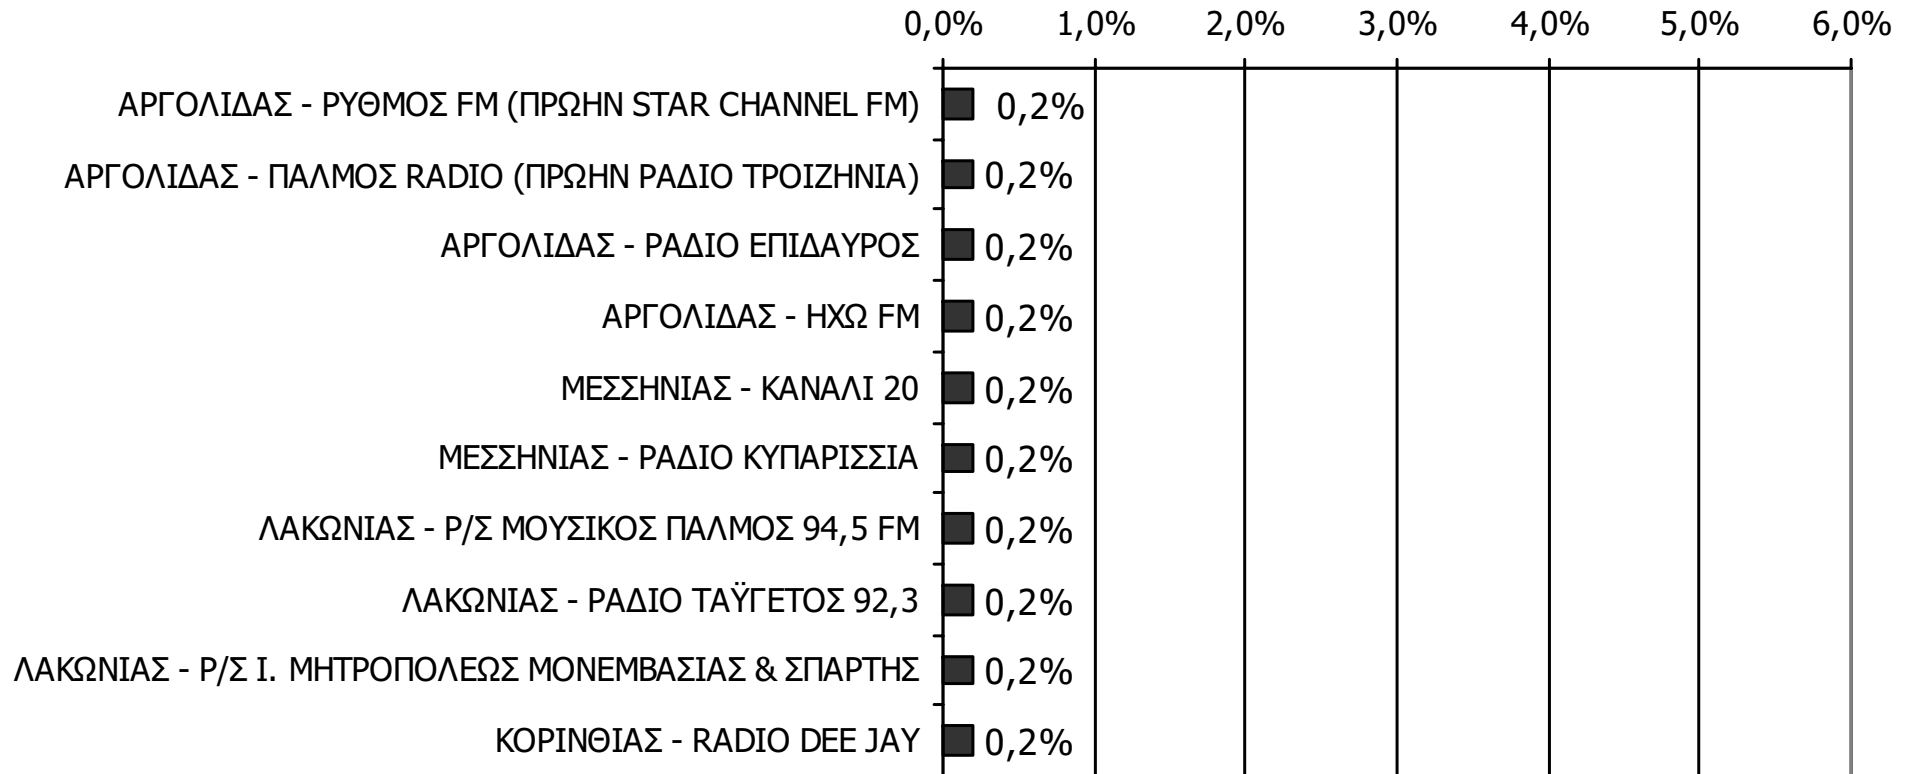 0,0% 1,0% 2,0% 3,0% 4,0% 5,0% 6,0%
ΑΡΓΟΛΙΔΑΣ - ΡΥΘΜΟΣ FM (ΠΡΩΗΝ STAR CHANNEL FM) 0,2%
ΑΡΓΟΛΙΔΑΣ - ΠΑΛΜΟΣ RADIO (ΠΡΩΗΝ ΡΑΔΙΟ ΤΡΟΙΖΗΝΙΑ) 0,2%
ΑΡΓΟΛΙΔΑΣ - ΡΑΔΙΟ ΕΠΙΔΑΥΡΟΣ 0,2%
ΑΡΓΟΛΙΔΑΣ - ΗΧΩ FM 0,2%
ΜΕΣΣΗΝΙΑΣ - ΚΑΝΑΛΙ 20 0,2%
ΜΕΣΣΗΝΙΑΣ - ΡΑΔΙΟ ΚΥΠΑΡΙΣΣΙΑ 0,2%
ΛΑΚΩΝΙΑΣ - Ρ/Σ ΜΟΥΣΙΚΟΣ ΠΑΛΜΟΣ 94,5 FM 0,2%
ΛΑΚΩΝΙΑΣ - ΡΑΔΙΟ ΤΑΫΓΕΤΟΣ 92,3 0,2%
ΛΑΚΩΝΙΑΣ - Ρ/Σ Ι. ΜΗΤΡΟΠΟΛΕΩΣ ΜΟΝΕΜΒΑΣΙΑΣ & ΣΠΑΡΤΗΣ 0,2%
ΚΟΡΙΝΘΙΑΣ - RADIO DEE JAY 0,2%